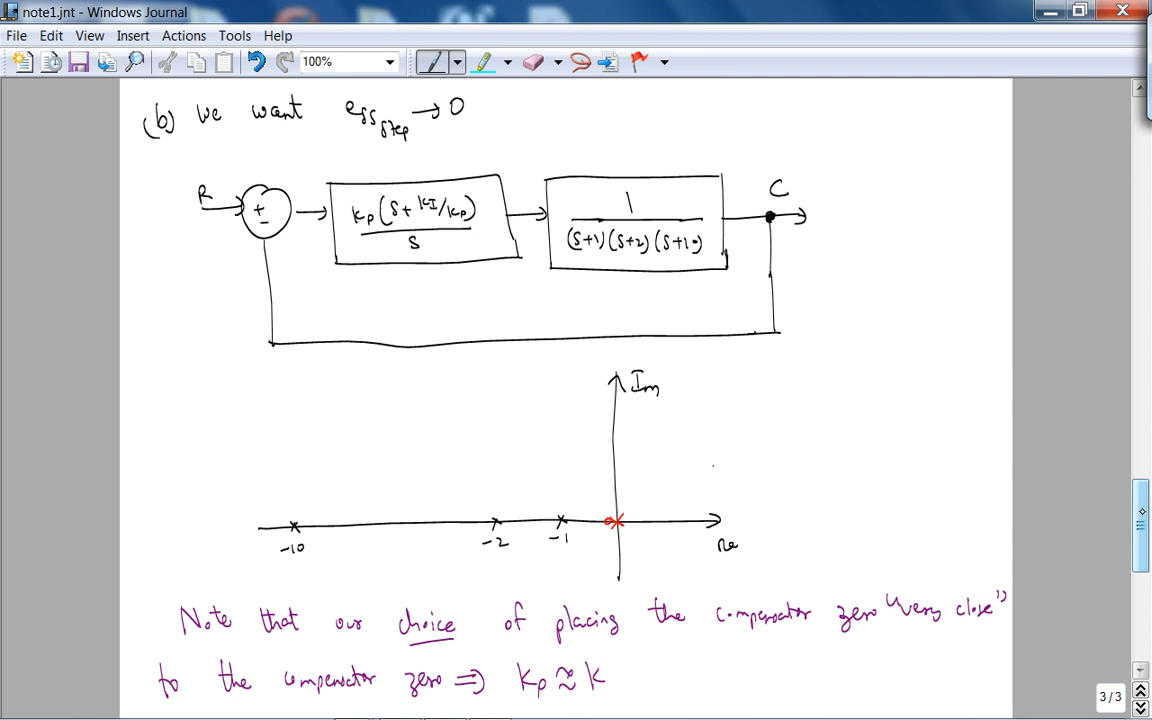 note1.jnt - Windows Journal
File Edit View Insert Actions Tools Help
100%
(b) we want ess step → 0
R
+
-
Kp(s+KI/Kp)
s
1
(s+1)(s+2)(s+10)
C
Im
-10 -2 -1
Re
Note that our choice of placing the compensator zero "very close"
to the compensator zero ⇒ Kp ≈ K
3/3